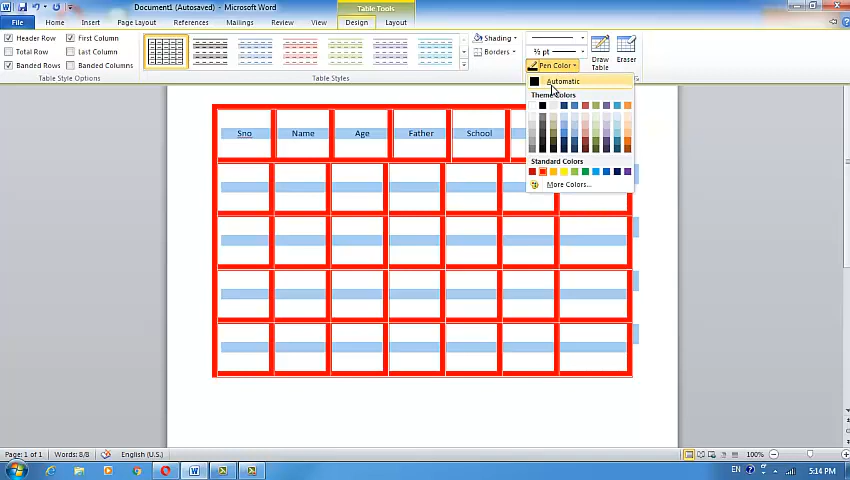 Document1 (Autosaved) - Microsoft Word
Table Tools
File
Home
Insert
Page Layout
References
Mailings
Review
View
Design
Layout
Header Row
First Column
Total Row
Last Column
Banded Rows
Banded Columns
Table Style Options
Table Styles
Shading
Borders
½ pt
Pen Color
Draw
Table
Eraser
Automatic
Theme Colors
Standard Colors
More Colors...
Sno
Name
Age
Father
School
Page: 1 of 1
Words: 8/8
English (U.S.)
100%
EN
5:14 PM